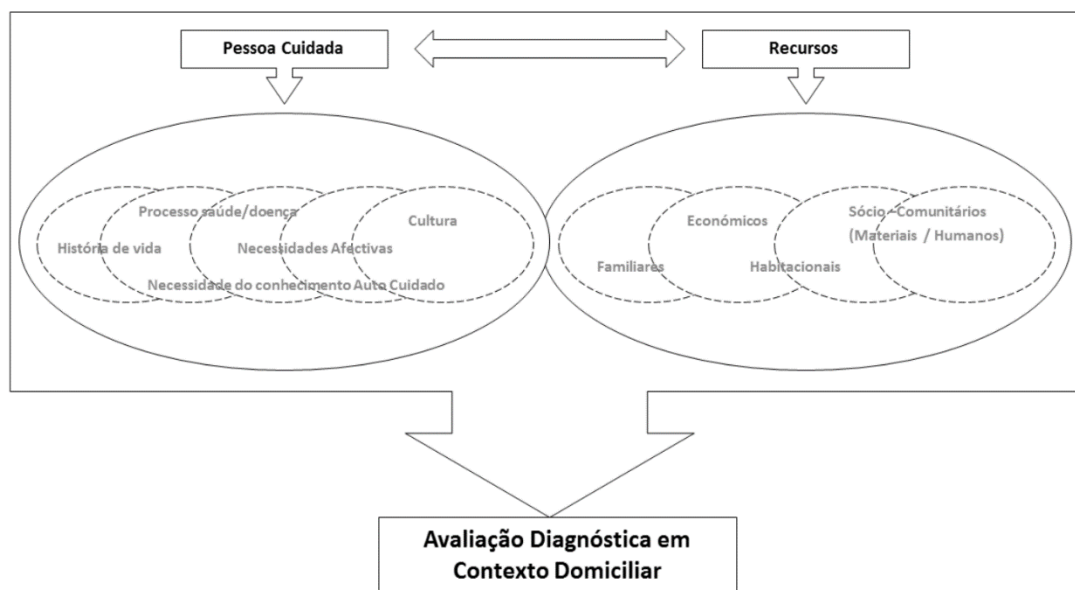 Pessoa Cuidada
Recursos
Processo saúde/doença
Cultura
História de vida
Necessidades Afectivas
Necessidade do conhecimento Auto Cuidado
Económicos
Sócio -Comunitários
(Materiais / Humanos)
Familiares
Habitacionais
Avaliação Diagnóstica em
Contexto Domiciliar